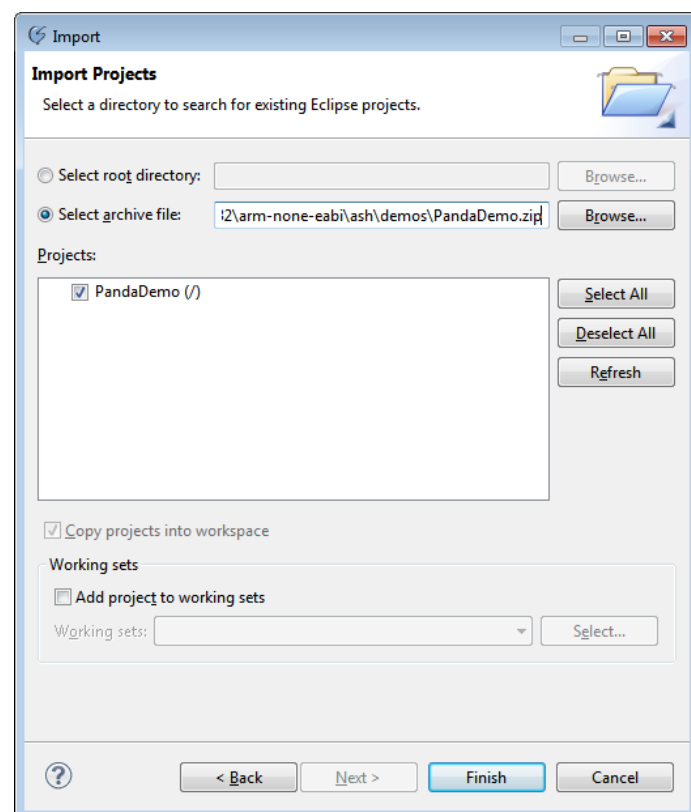 Import
Import Projects
Select a directory to search for existing Eclipse projects.
Select root directory:
Browse...
Select archive file:
2\arm-none-eabi\ash\demos\PandaDemo.zip
Browse...
Projects:
PandaDemo (/)
Select All
Deselect All
Refresh
Copy projects into workspace
Working sets
Add project to working sets
Working sets:
Select...
?
< Back
Next >
Finish
Cancel